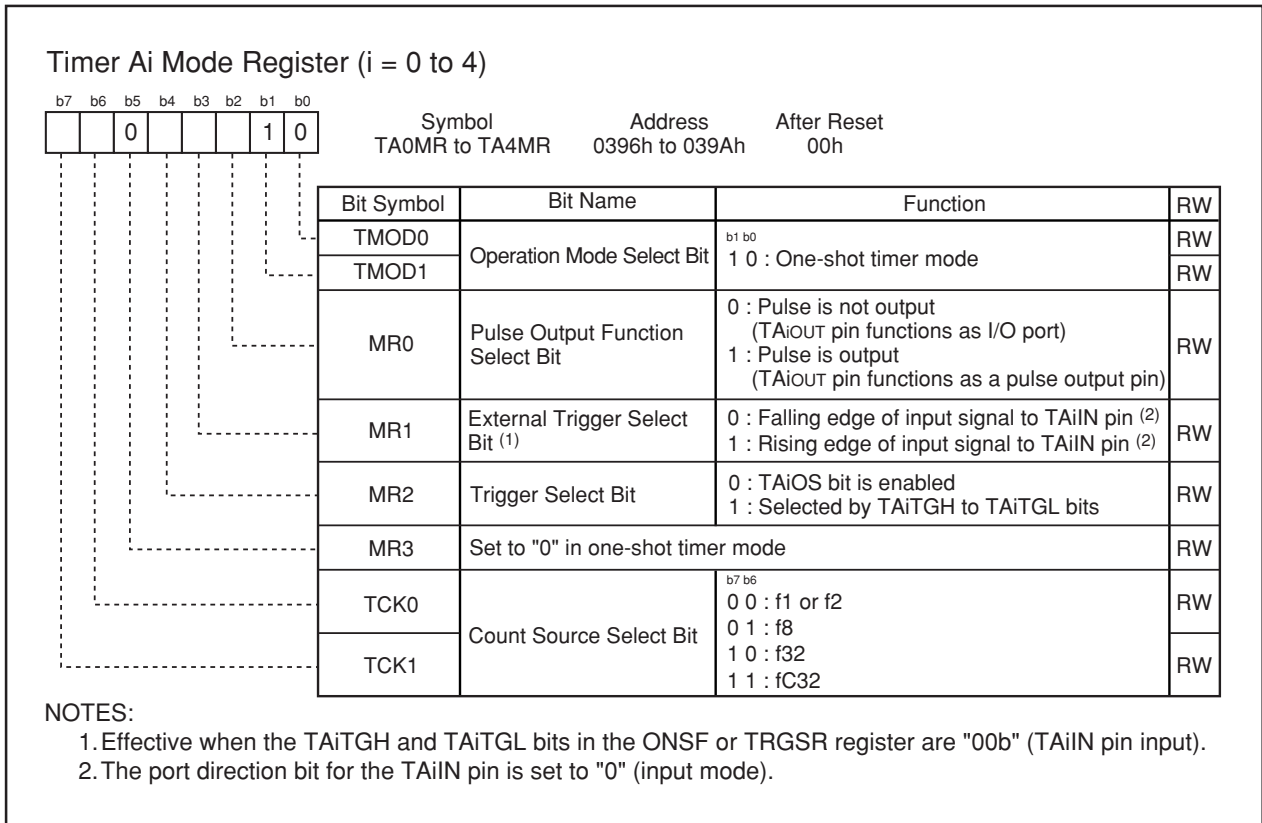 Timer Ai Mode Register (i = 0 to 4)
b7 b6 b5 b4 b3 b2 b1 b0
0 1 0
Symbol Address After Reset
TA0MR to TA4MR 0396h to 039Ah 00h
Bit Symbol Bit Name Function RW
TMOD0 RW
Operation Mode Select Bit
b1 b0
1 0 : One-shot timer mode
TMOD1 RW
MR0
Pulse Output Function
Select Bit
0 : Pulse is not output
(TAiOUT pin functions as I/O port)
1 : Pulse is output
(TAiOUT pin functions as a pulse output pin)
RW
MR1
External Trigger Select
Bit (1)
0 : Falling edge of input signal to TAiIN pin (2)
1 : Rising edge of input signal to TAiIN pin (2)
RW
MR2
Trigger Select Bit
0 : TAiOS bit is enabled
1 : Selected by TAiTGH to TAiTGL bits
RW
MR3 Set to "0" in one-shot timer mode RW
TCK0
Count Source Select Bit
b7 b6
0 0 : f1 or f2
0 1 : f8
1 0 : f32
1 1 : fC32
RW
TCK1 RW
NOTES:
1. Effective when the TAiTGH and TAiTGL bits in the ONSF or TRGSR register are "00b" (TAiIN pin input).
2. The port direction bit for the TAiIN pin is set to "0" (input mode).